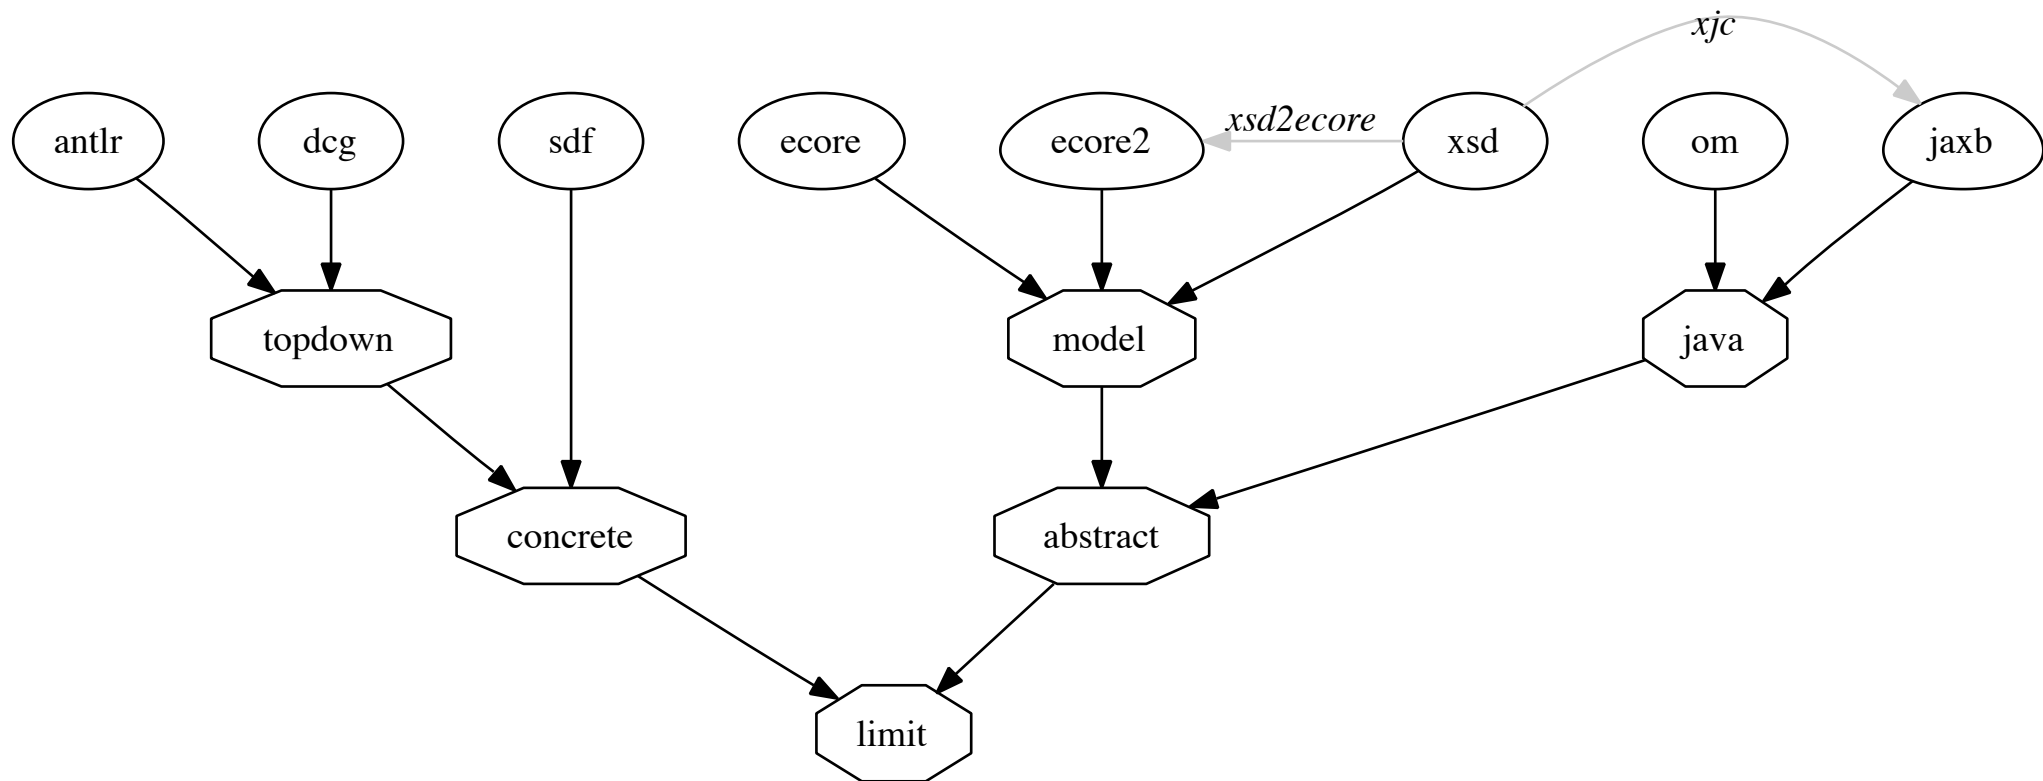 xjc
xsd2ecore
antlr dcg sdf ecore ecore2 xsd om jaxb
topdown model java
concrete abstract
limit